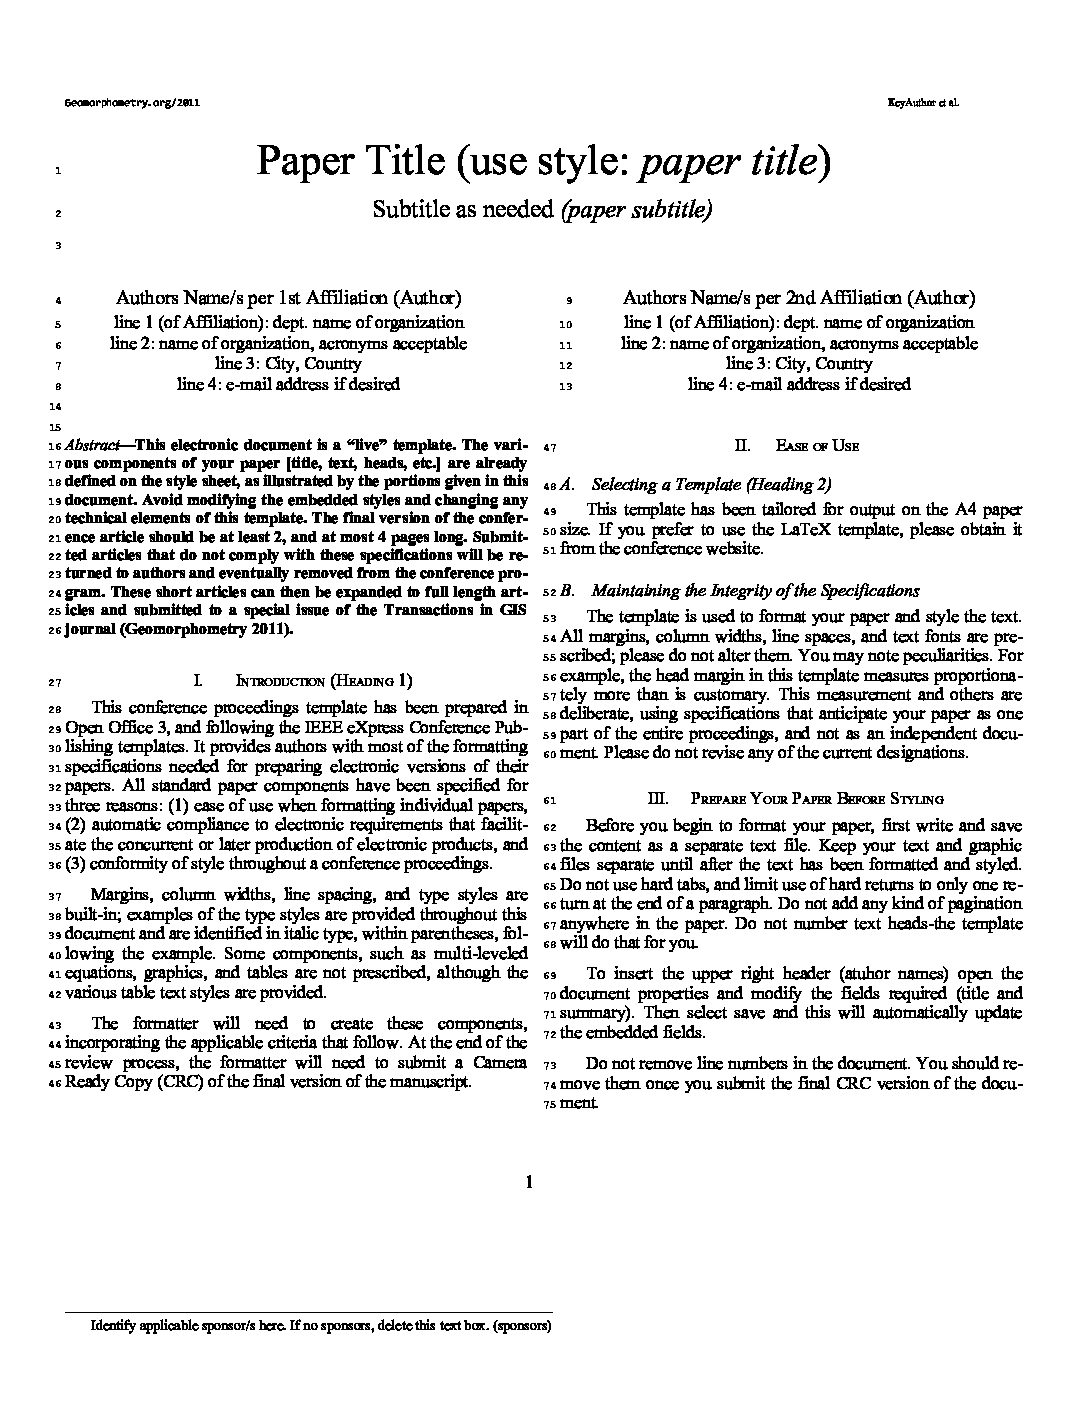 Geomorphometry.org/2011
KeyAuthor et al.
1 Paper Title (use style: paper title)
2 Subtitle as needed (paper subtitle)
3
4 Authors Name/s per 1st Affiliation (Author)
5 line 1 (of Affiliation): dept. name of organization
6 line 2: name of organization, acronyms acceptable
7 line 3: City, Country
8 line 4: e-mail address if desired
9 Authors Name/s per 2nd Affiliation (Author)
10 line 1 (of Affiliation): dept. name of organization
11 line 2: name of organization, acronyms acceptable
12 line 3: City, Country
13 line 4: e-mail address if desired
14
15
16 Abstract—This electronic document is a “live” template. The vari-
17 ous components of your paper [title, text, heads, etc.] are already
18 defined on the style sheet, as illustrated by the portions given in this
19 document. Avoid modifying the embedded styles and changing any
20 technical elements of this template. The final version of the confer-
21 ence article should be at least 2, and at most 4 pages long. Submit-
22 ted articles that do not comply with these specifications will be re-
23 turned to authors and eventually removed from the conference pro-
24 gram. These short articles can then be expanded to full length art-
25 icles and submitted to a special issue of the Transactions in GIS
26 journal (Geomorphometry 2011).
27 I. Introduction (Heading 1)
28 This conference proceedings template has been prepared in
29 Open Office 3, and following the IEEE eXpress Conference Pub-
30 lishing templates. It provides authors with most of the formatting
31 specifications needed for preparing electronic versions of their
32 papers. All standard paper components have been specified for
33 three reasons: (1) ease of use when formatting individual papers,
34 (2) automatic compliance to electronic requirements that facilit-
35 ate the concurrent or later production of electronic products, and
36 (3) conformity of style throughout a conference proceedings.
37 Margins, column widths, line spacing, and type styles are
38 built-in; examples of the type styles are provided throughout this
39 document and are identified in italic type, within parentheses, fol-
40 lowing the example. Some components, such as multi-leveled
41 equations, graphics, and tables are not prescribed, although the
42 various table text styles are provided.
43 The formatter will need to create these components,
44 incorporating the applicable criteria that follow. At the end of the
45 review process, the formatter will need to submit a Camera
46 Ready Copy (CRC) of the final version of the manuscript.
47 II. Ease of Use
48 A. Selecting a Template (Heading 2)
49 This template has been tailored for output on the A4 paper
50 size. If you prefer to use the LaTeX template, please obtain it
51 from the conference website.
52 B. Maintaining the Integrity of the Specifications
53 The template is used to format your paper and style the text.
54 All margins, column widths, line spaces, and text fonts are pre-
55 scribed; please do not alter them. You may note peculiarities. For
56 example, the head margin in this template measures proportiona-
57 tely more than is customary. This measurement and others are
58 deliberate, using specifications that anticipate your paper as one
59 part of the entire proceedings, and not as an independent docu-
60 ment. Please do not revise any of the current designations.
61 III. Prepare Your Paper Before Styling
62 Before you begin to format your paper, first write and save
63 the content as a separate text file. Keep your text and graphic
64 files separate until after the text has been formatted and styled.
65 Do not use hard tabs, and limit use of hard returns to only one re-
66 turn at the end of a paragraph. Do not add any kind of pagination
67 anywhere in the paper. Do not number text heads-the template
68 will do that for you.
69 To insert the upper right header (atuhor names) open the
70 document properties and modify the fields required (title and
71 summary). Then select save and this will automatically update
72 the embedded fields.
73 Do not remove line numbers in the document. You should re-
74 move them once you submit the final CRC version of the docu-
75 ment.
1
Identify applicable sponsor/s here. If no sponsors, delete this text box. (sponsors)